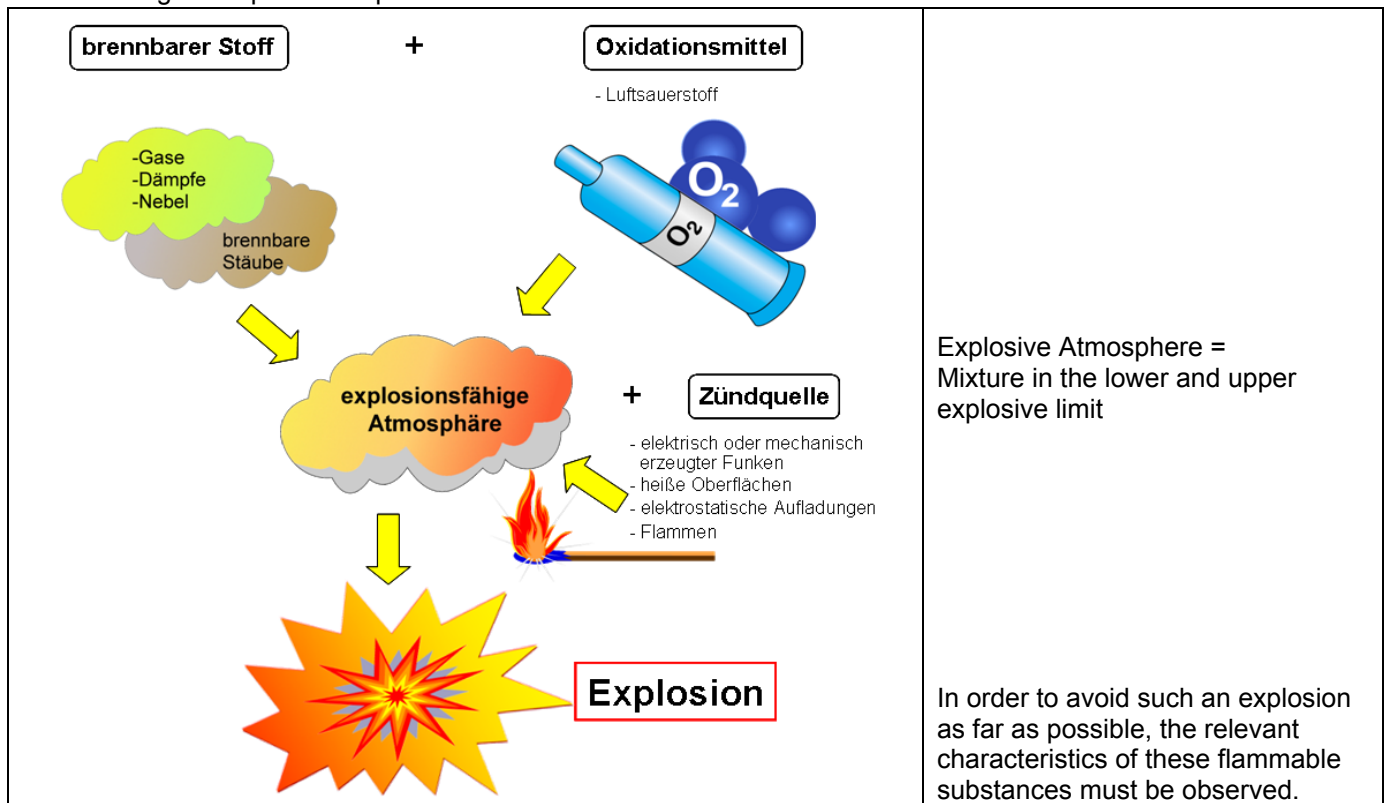 brennbarer Stoff + Oxidationsmittel
- Luftsauerstoff
-Gase
-Dämpfe
-Nebel
brennbare
Stäube
O2
O2
explosionsfähige
Atmosphäre
+ Zündquelle
- elektrisch oder mechanisch
erzeugter Funken
- heiße Oberflächen
- elektrostatische Aufladungen
- Flammen
Explosion
Explosive Atmosphere =
Mixture in the lower and upper
explosive limit
In order to avoid such an explosion
as far as possible, the relevant
characteristics of these flammable
substances must be observed.